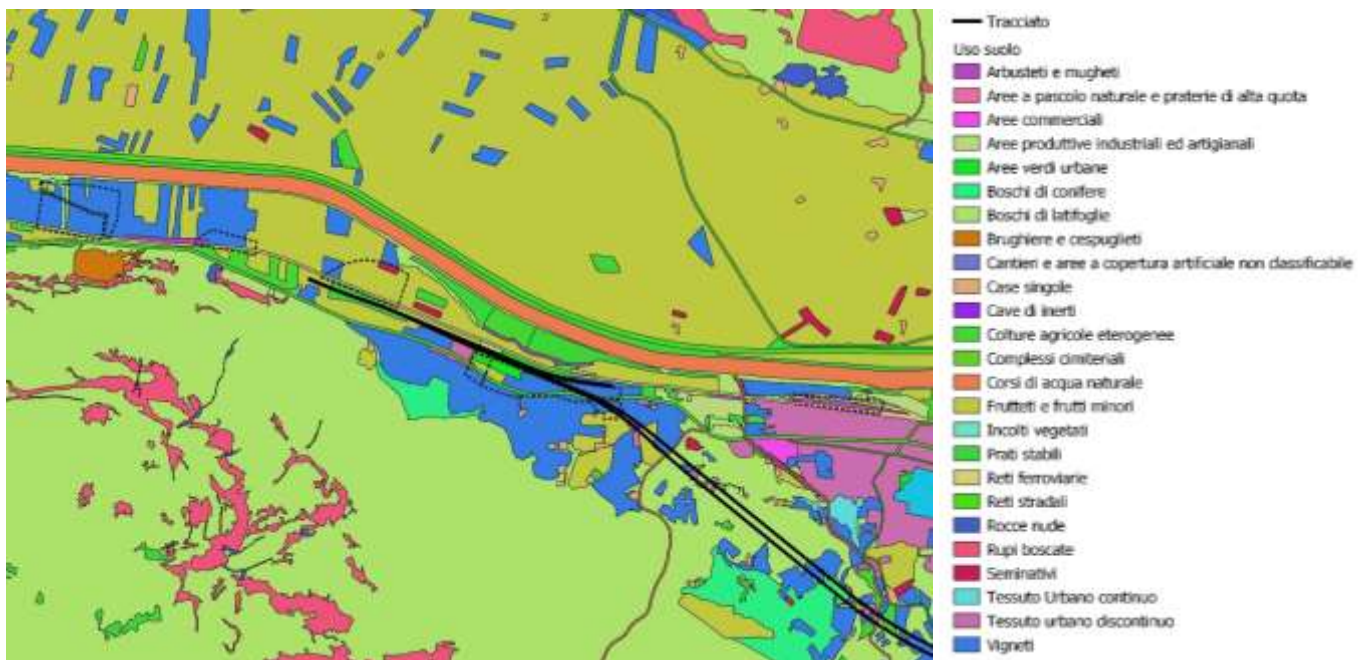 Tracciato
Uso suolo
Arbusteti e mugheti
Aree a pascolo naturale e praterie di alta quota
Aree commerciali
Aree produttive industriali ed artigianali
Aree verdi urbane
Boschi di conifere
Boschi di latifoglie
Brughiere e cespuglieti
Cantieri e aree a copertura artificiale non classificabile
Case singole
Cave di inerti
Colture agricole eterogenee
Complessi cimiteriali
Corsi di acqua naturale
Frutteti e frutti minori
Incolti vegetati
Prati stabili
Reti ferroviarie
Reti stradali
Rocce nude
Rupi boscate
Seminativi
Tessuto Urbano continuo
Tessuto urbano discontinuo
Vigneti